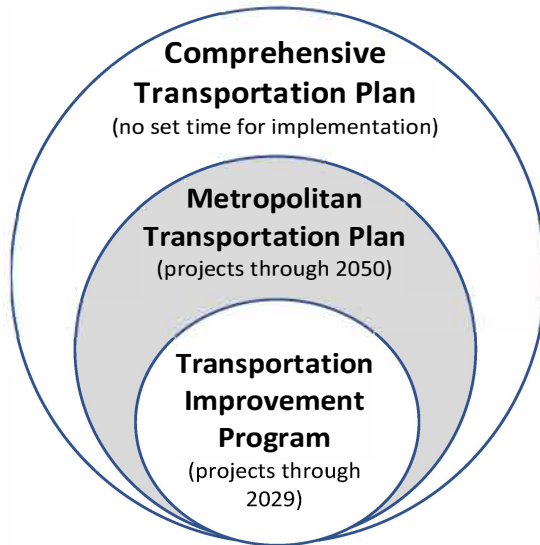 Comprehensive
Transportation Plan
(no set time for implementation)
Metropolitan
Transportation Plan
(projects through 2050)
Transportation
Improvement
Program
(projects through
2029)